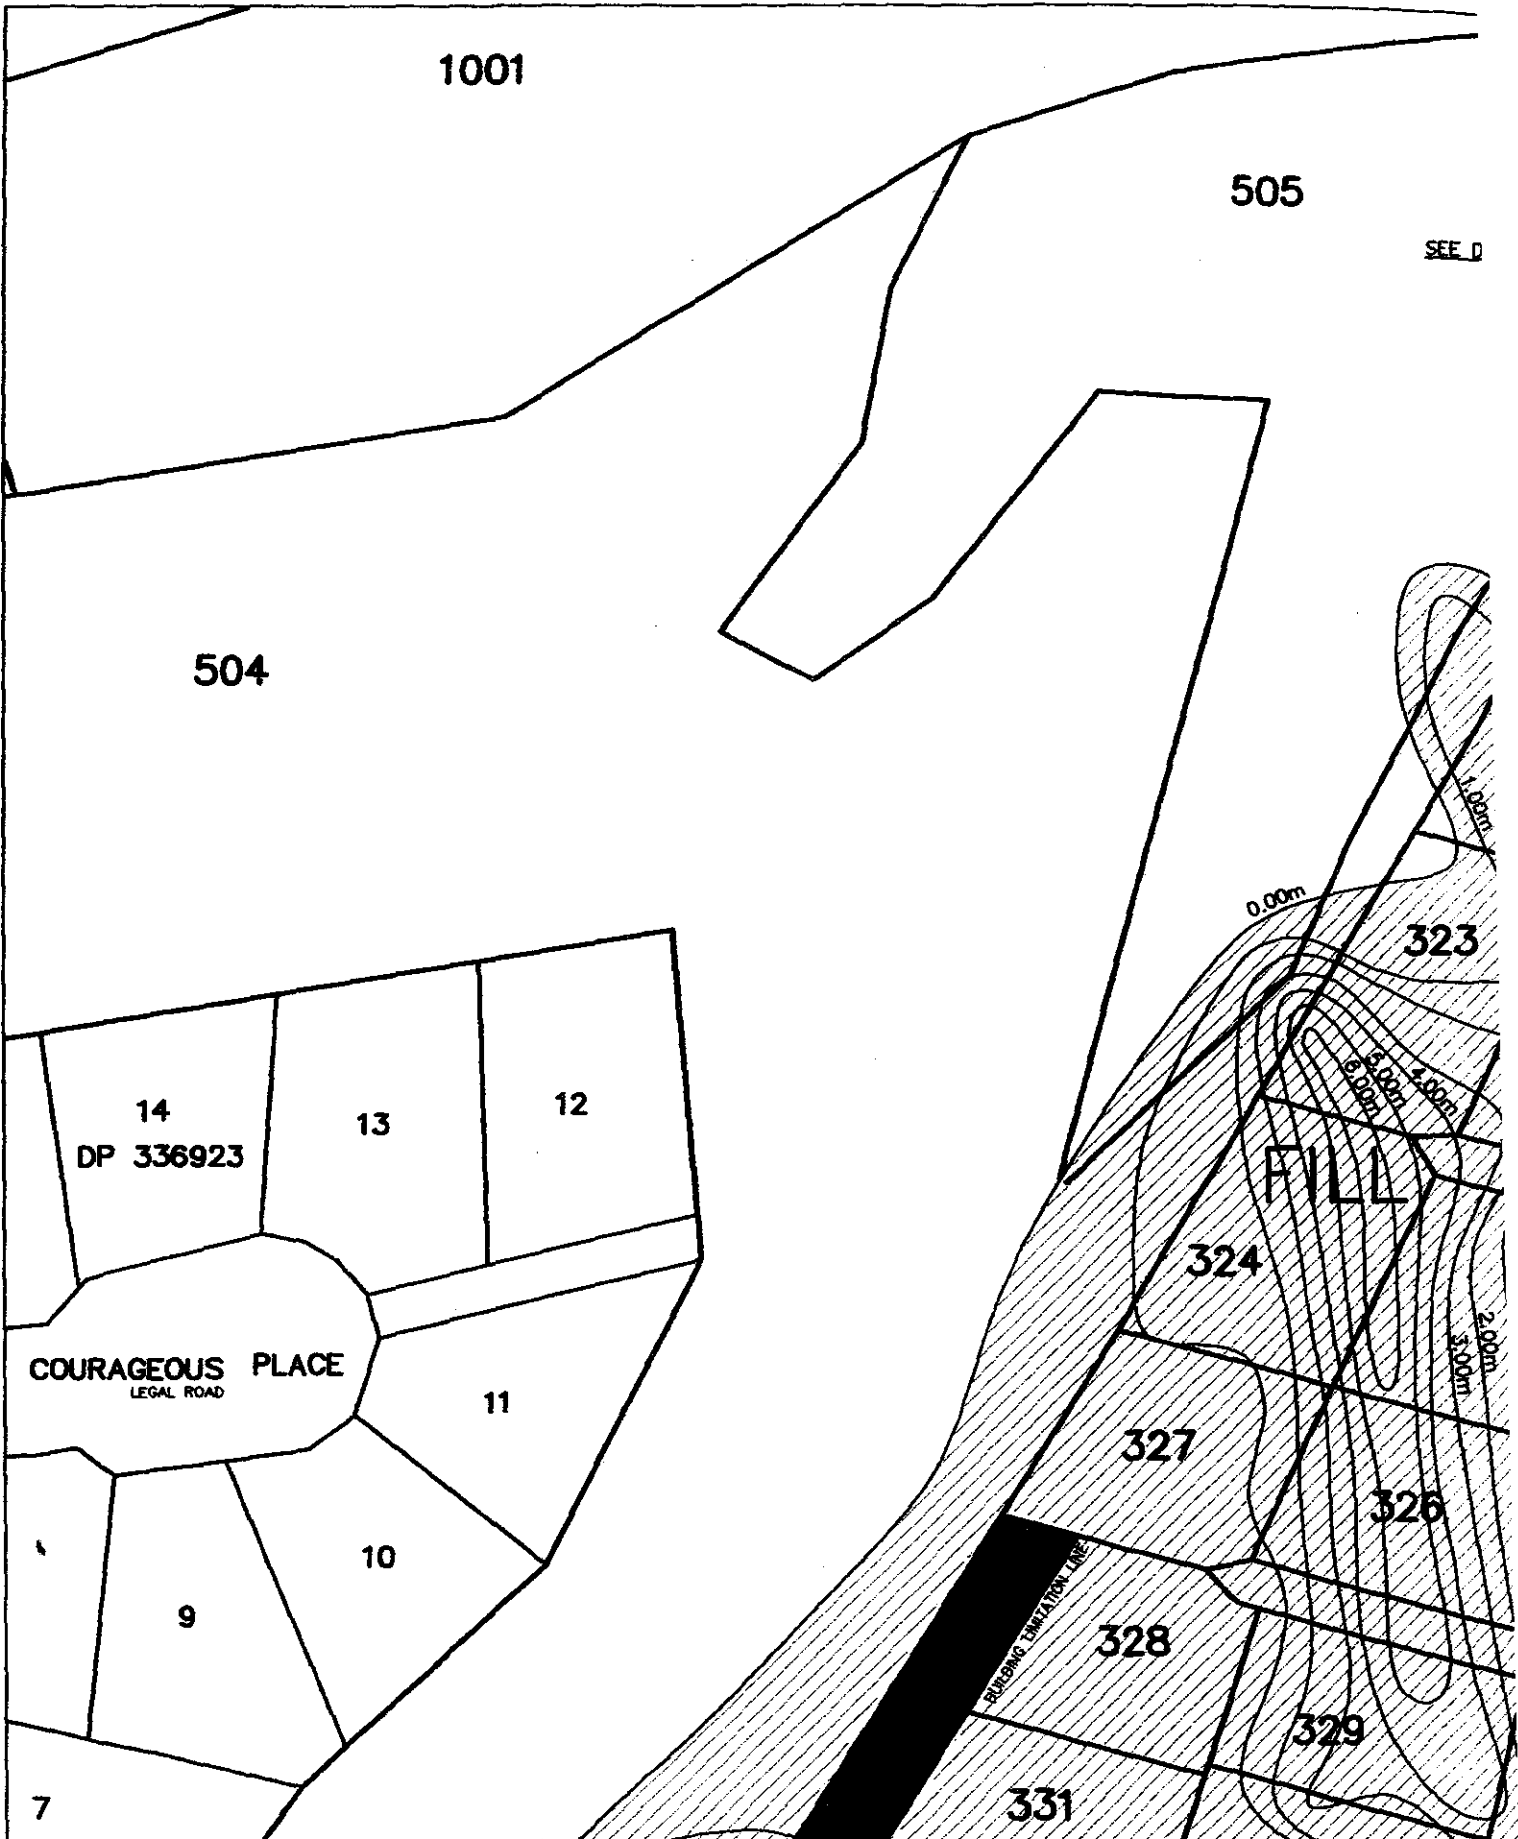 1001
505
SEE D
504
1.00m
0.00m
323
14
DP 336923
13
12
6.00m
5.00m
4.00m
FILL
324
COURAGEOUS PLACE
LEGAL ROAD
11
2.00m
3.00m
327
326
10
9
BUILDING LIMITATION LINE
328
329
7
331